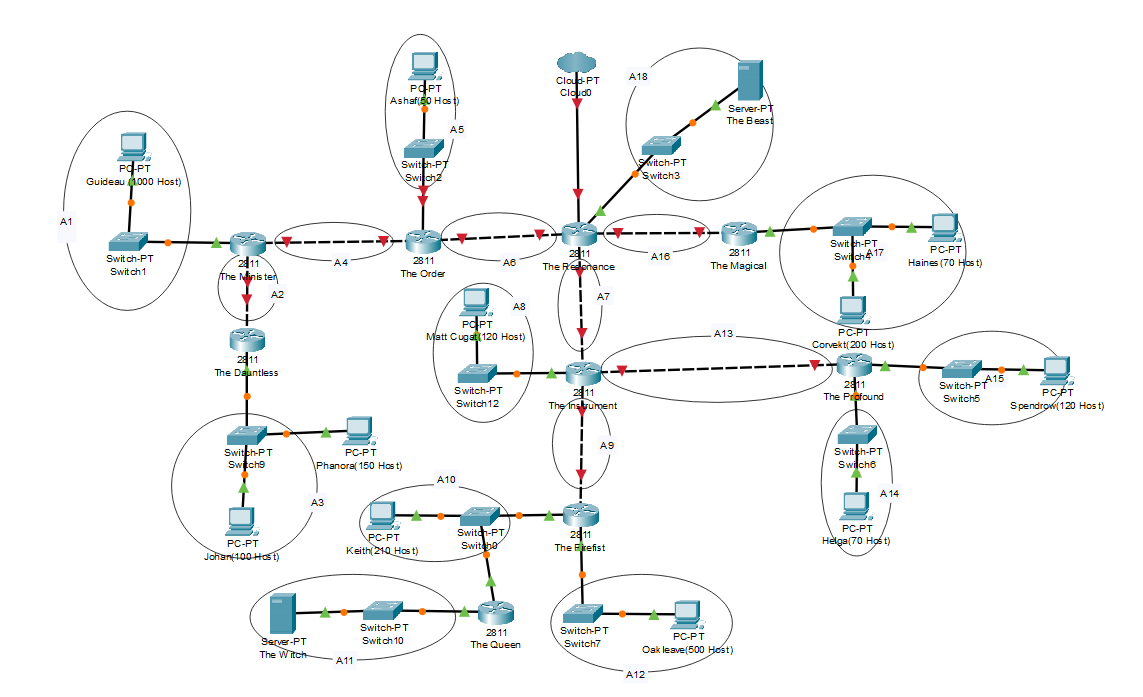 PC-PT
Ashaf(50 Host)
A5
Switch-PT
Switch2
Cloud-PT
Cloud0
A18
Server-PT
The Beast
Switch-PT
Switch3
PC-PT
Guideau (1000 Host)
A1
Switch-PT
Switch1
2811
The Minister
A4
2811
The Order
A6
2811
The Resonance
A16
2811
The Magical
Switch-PT
Switch4
A17
PC-PT
Haines(70 Host)
PC-PT
Corvekt(200 Host)
A2
2811
The Dauntless
A8
PC-PT
Matt Cugat(120 Host)
Switch-PT
Switch12
A7
2811
The Instrument
A13
2811
The Profound
Switch-PT
Switch5
A15
PC-PT
Spendrow(120 Host)
Switch-PT
Switch9
PC-PT
Phanora(150 Host)
A3
PC-PT
Johan(100 Host)
A9
Switch-PT
Switch6
A14
PC-PT
Helga(70 Host)
A10
PC-PT
Keith(210 Host)
Switch-PT
Switch0
2811
The Firefist
Server-PT
The Witch
Switch-PT
Switch10
A11
2811
The Queen
Switch-PT
Switch7
PC-PT
Oakleave(500 Host)
A12